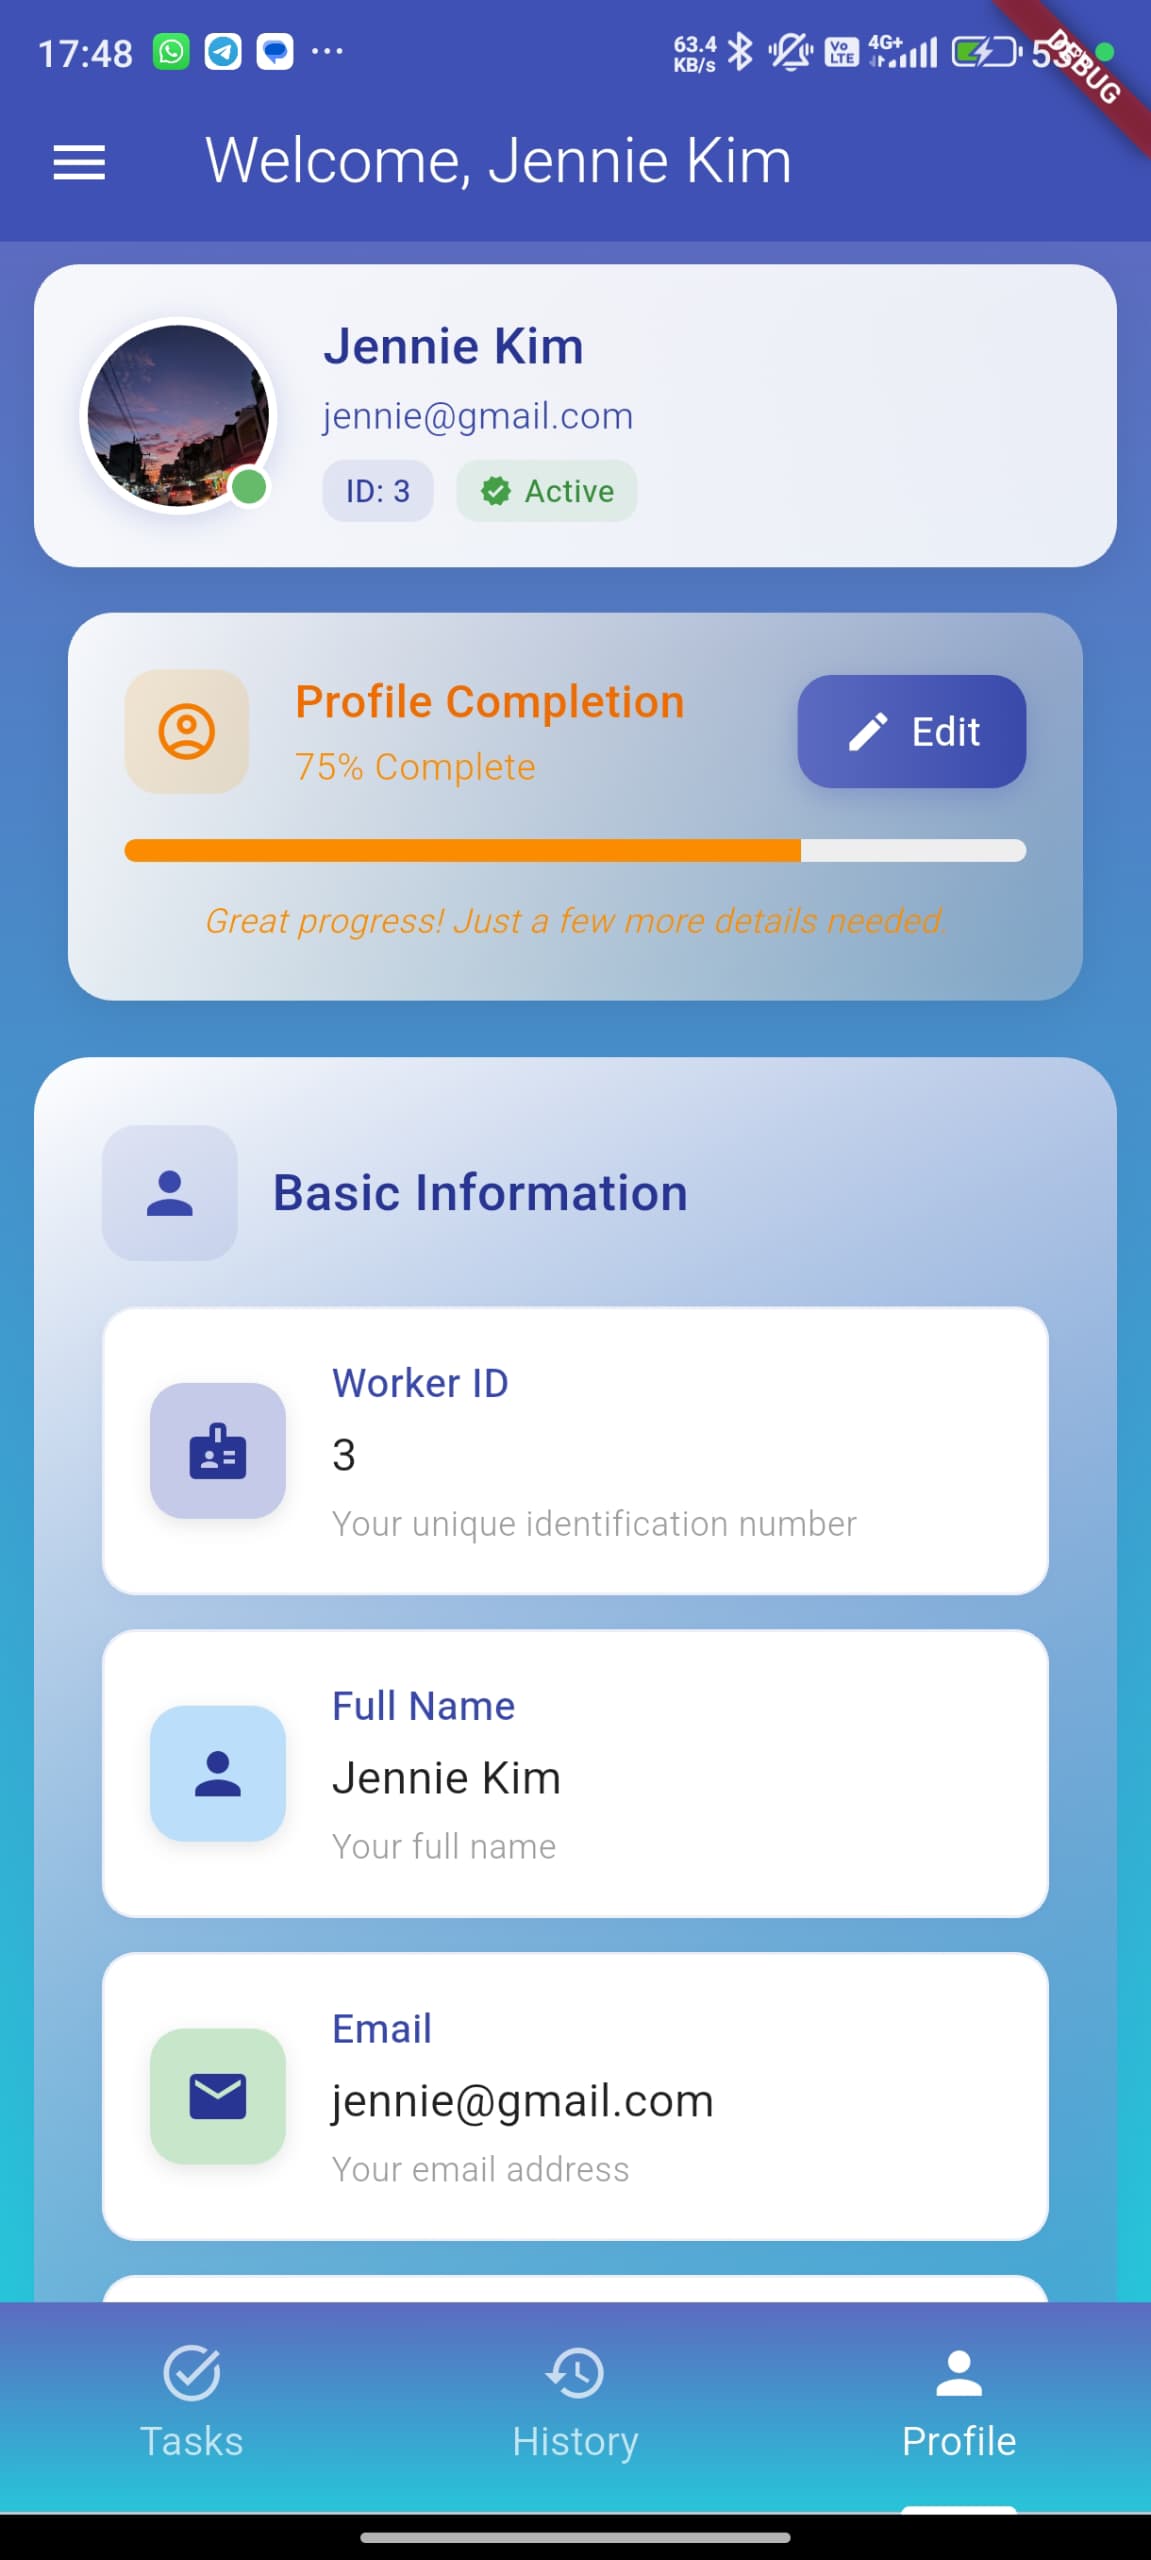 17:48
63.4
KB/s
Vo
LTE
4G+
DEBUG
Welcome, Jennie Kim
Jennie Kim
jennie@gmail.com
ID: 3
Active
Profile Completion
75% Complete
Edit
Great progress! Just a few more details needed.
Basic Information
Worker ID
3
Your unique identification number
Full Name
Jennie Kim
Your full name
Email
jennie@gmail.com
Your email address
Tasks
History
Profile